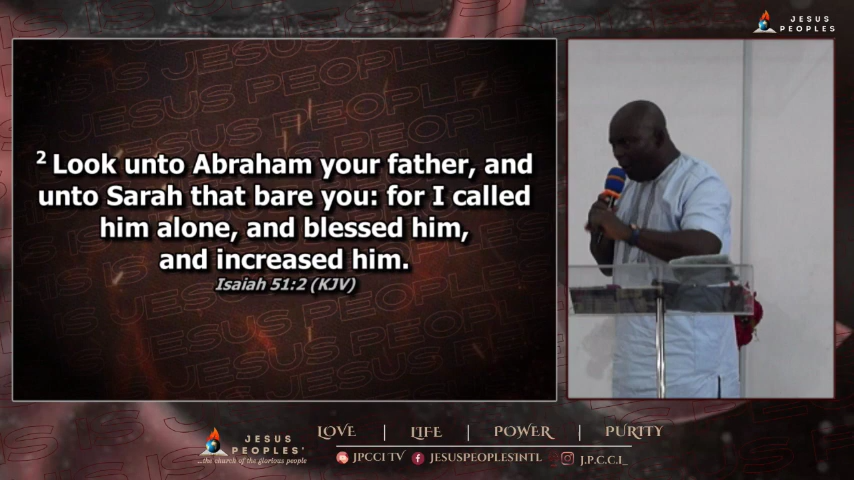 JESUS
PEOPLES
2 Look unto Abraham your father, and
unto Sarah that bare you: for I called
him alone, and blessed him,
and increased him.
Isaiah 51:2 (KJV)
JESUS
PEOPLES'
...the church of the glorious people
LOVE | LIFE | POWER | PURITY
JPCCI TV JESUSPEOPLESINTL J.P.C.C.I_